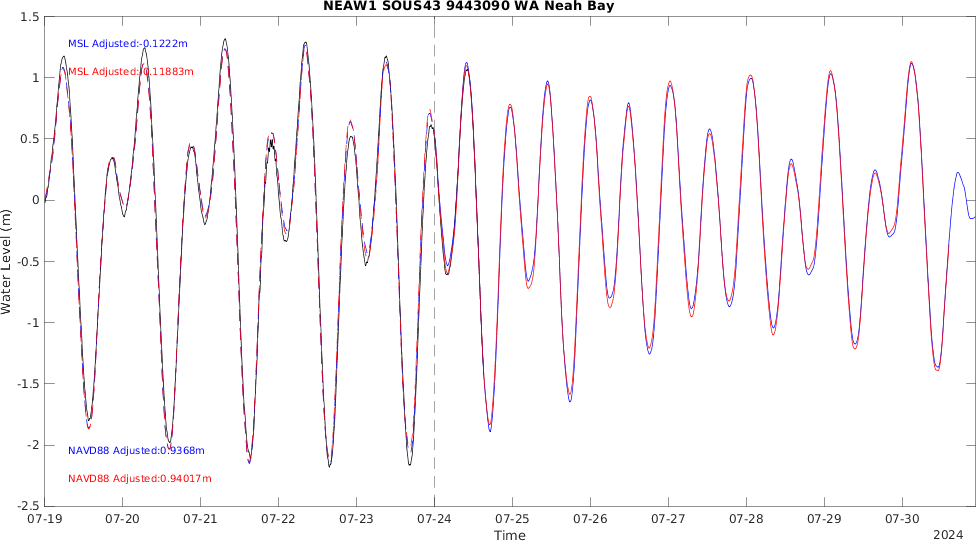 NEAW1 SOUS43 9443090 WA Neah Bay
1.5
MSL Adjusted:-0.1222m
MSL Adjusted:-0.11883m
1
0.5
0
-0.5
-1
-1.5
-2
-2.5
Water Level (m)
NAVD88 Adjusted:0.9368m
NAVD88 Adjusted:0.94017m
07-19 07-20 07-21 07-22 07-23 07-24 07-25 07-26 07-27 07-28 07-29 07-30
Time
2024